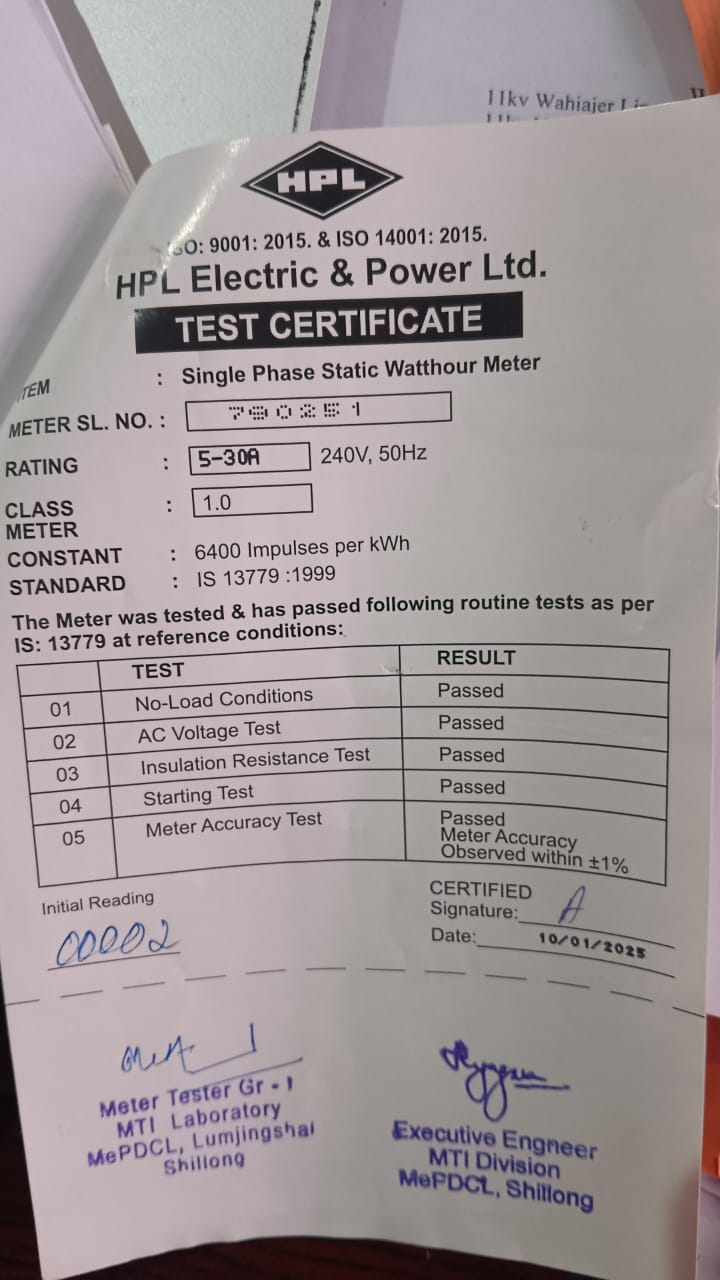 11kv Wahiajer
HPL
ISO: 9001: 2015. & ISO 14001: 2015.
HPL Electric & Power Ltd.
TEST CERTIFICATE
ITEM : Single Phase Static Watthour Meter
METER SL. NO. : 7903251
RATING : 5-30A 240V, 50Hz
CLASS : 1.0
METER
CONSTANT : 6400 Impulses per kWh
STANDARD : IS 13779 :1999
The Meter was tested & has passed following routine tests as per
IS: 13779 at reference conditions:
TEST RESULT
01 No-Load Conditions Passed
02 AC Voltage Test Passed
03 Insulation Resistance Test Passed
04 Starting Test Passed
05 Meter Accuracy Test Passed
Meter Accuracy
Observed within ±1%
Initial Reading
00002
CERTIFIED
Signature:
Date: 10/01/2025
Meter Tester Gr - I
MTI Laboratory
MePDCL, Lumjingshai
Shillong
Executive Engneer
MTI Division
MePDCL, Shillong